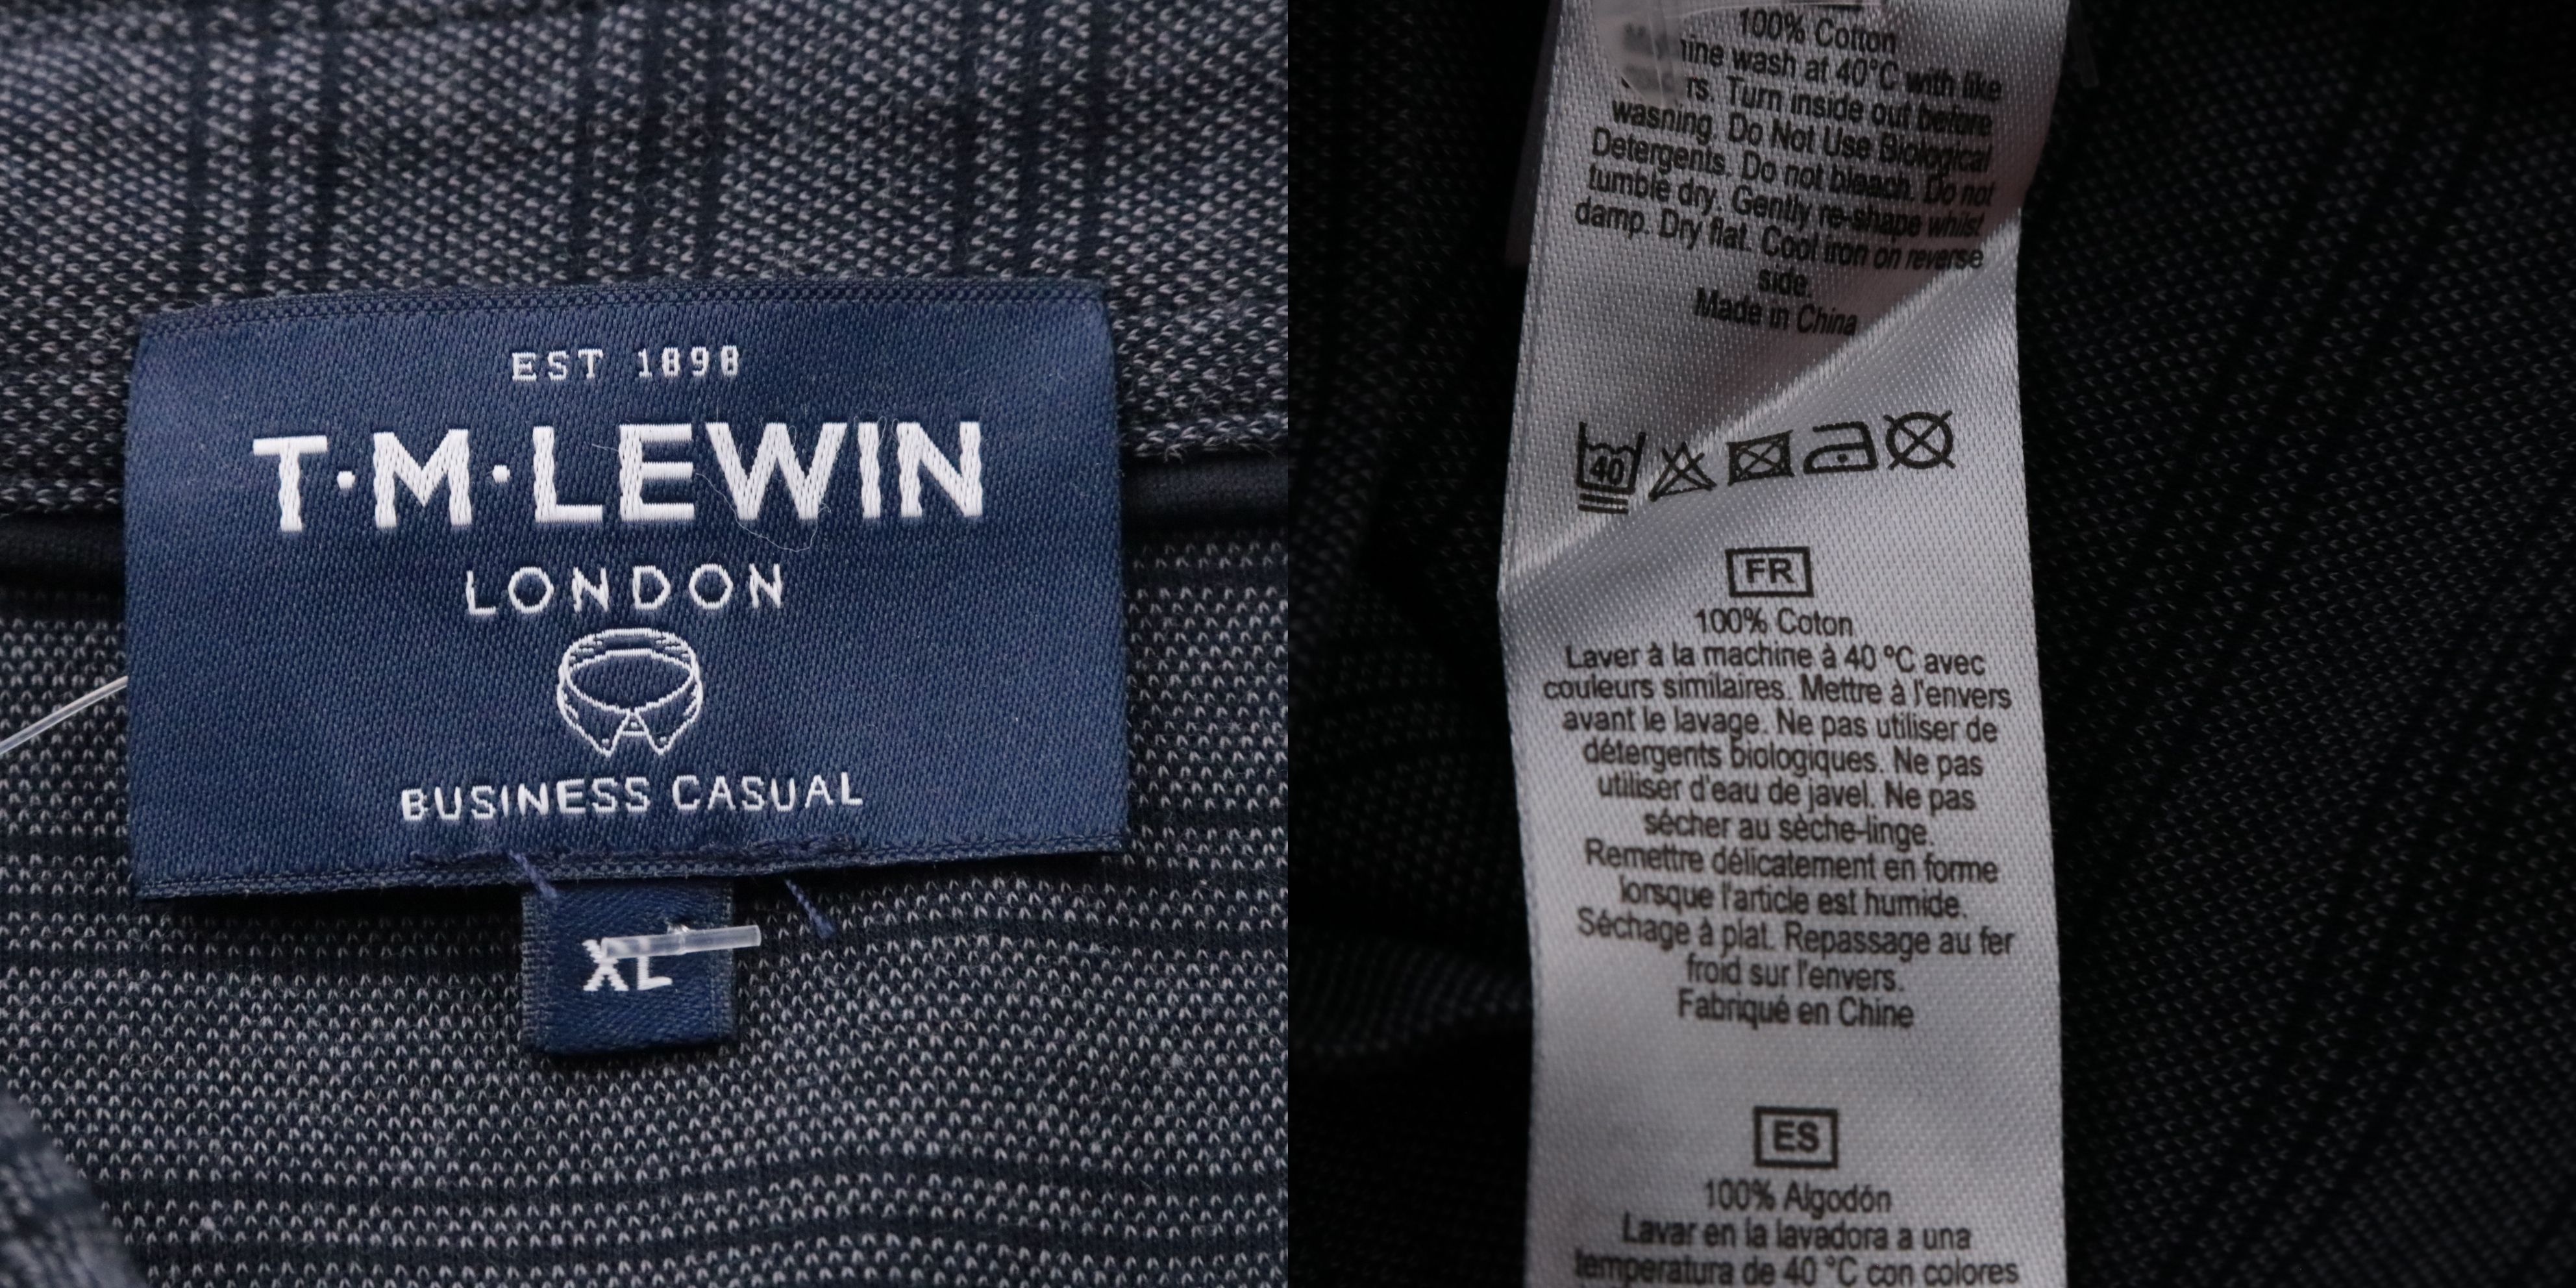 EST 1898
T·M·LEWIN
LONDON
BUSINESS CASUAL
XL
100% Cotton
wash at 40°C with like
Turn inside out before
washing. Do Not Use Biological
Detergents. Do not bleach. Do not
tumble dry. Gently re-shape whilst
damp. Dry flat. Cool iron on reverse
side.
Made in China
40
FR
100% Coton
Laver à la machine à 40 °C avec
couleurs similaires. Mettre à l'envers
avant le lavage. Ne pas utiliser de
détergents biologiques. Ne pas
utiliser d'eau de javel. Ne pas
sécher au sèche-linge.
Remettre délicatement en forme
lorsque l'article est humide.
Séchage à plat. Repassage au fer
froid sur l'envers.
Fabriqué en Chine
ES
100% Algodón
Lavar en la lavadora a una
temperatura de 40 °C con colores